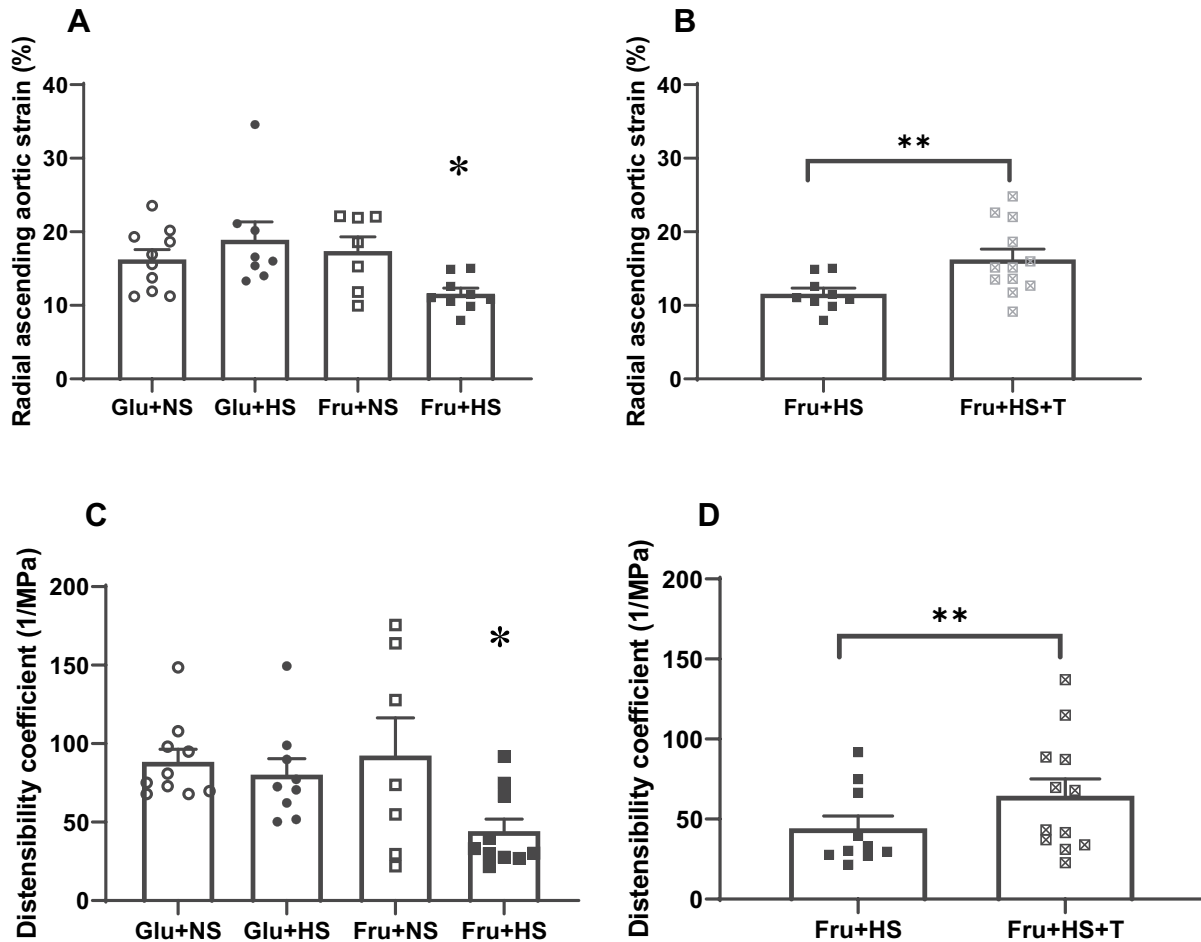 A
Radial ascending aortic strain (%)
40
30
20
10
0
*
Glu+NS
Glu+HS
Fru+NS
Fru+HS
B
Radial ascending aortic strain (%)
40
30
20
10
0
**
Fru+HS
Fru+HS+T
C
Distensibility coefficient (1/MPa)
200
150
100
50
0
*
Glu+NS
Glu+HS
Fru+NS
Fru+HS
D
Distensibility coefficient (1/MPa)
200
150
100
50
0
**
Fru+HS
Fru+HS+T